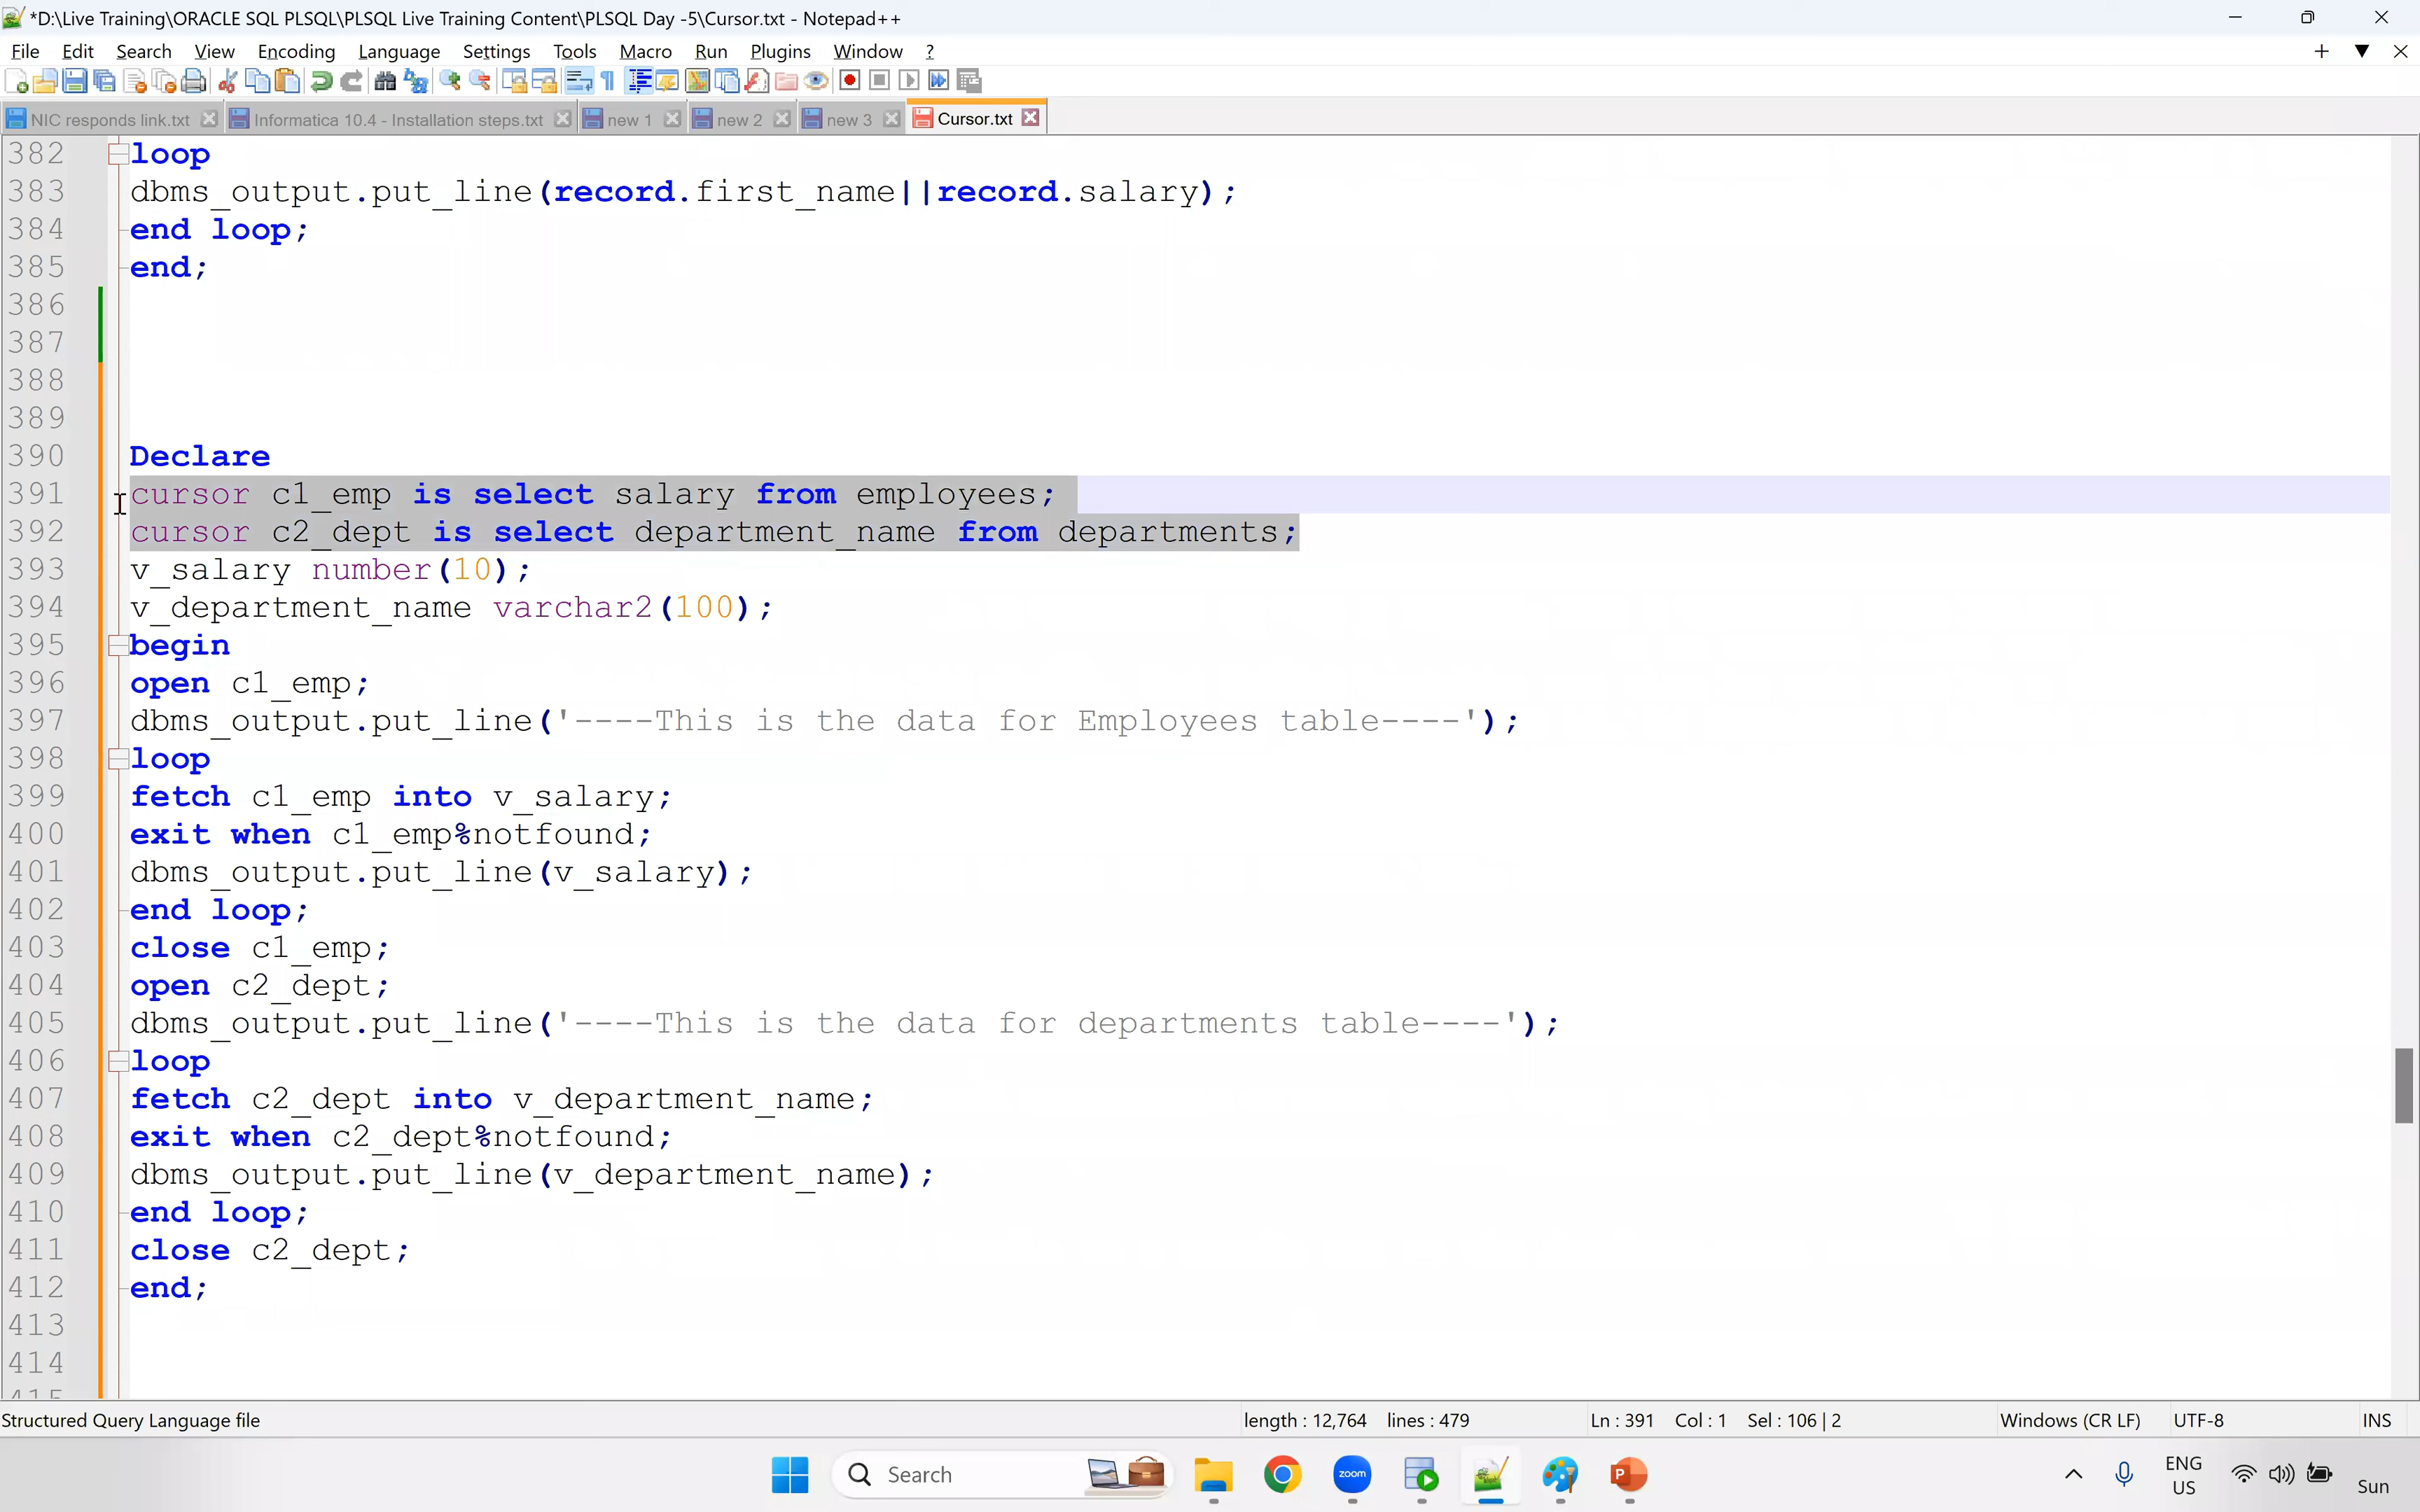 *D:\Live Training\ORACLE SQL PLSQL\PLSQL Live Training Content\PLSQL Day -5\Cursor.txt - Notepad++
File Edit Search View Encoding Language Settings Tools Macro Run Plugins Window ?
NIC responds link.txt Informatica 10.4 - Installation steps.txt new 1 new 2 new 3 Cursor.txt
382 loop
383 dbms_output.put_line(record.first_name||record.salary);
384 end loop;
385 end;
386
387
388
389
390 Declare
391 cursor c1_emp is select salary from employees;
392 cursor c2_dept is select department_name from departments;
393 v_salary number(10);
394 v_department_name varchar2(100);
395 begin
396 open c1_emp;
397 dbms_output.put_line('----This is the data for Employees table----');
398 loop
399 fetch c1_emp into v_salary;
400 exit when c1_emp%notfound;
401 dbms_output.put_line(v_salary);
402 end loop;
403 close c1_emp;
404 open c2_dept;
405 dbms_output.put_line('----This is the data for departments table----');
406 loop
407 fetch c2_dept into v_department_name;
408 exit when c2_dept%notfound;
409 dbms_output.put_line(v_department_name);
410 end loop;
411 close c2_dept;
412 end;
413
414
415
Structured Query Language file length : 12,764 lines : 479 Ln : 391 Col : 1 Sel : 106 | 2 Windows (CR LF) UTF-8 INS
Search zoom P ENG
US Sun